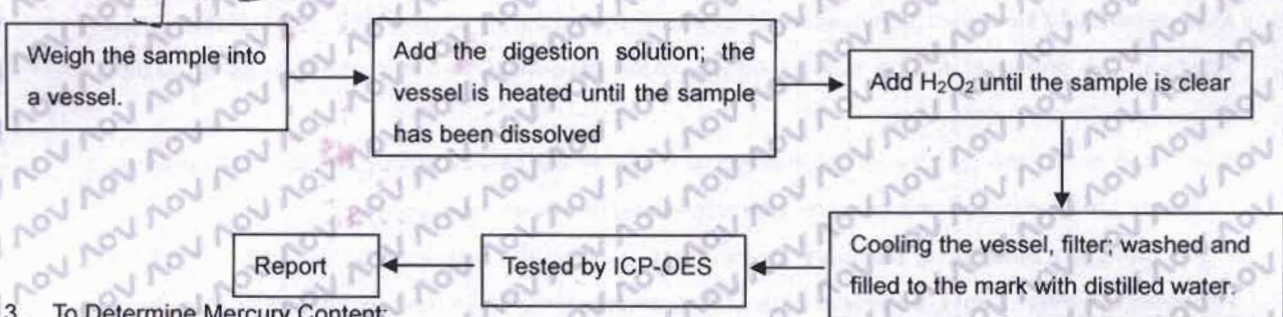 Weigh the sample into
a vessel.
Add the digestion solution; the
vessel is heated until the sample
has been dissolved
Add H₂O₂ until the sample is clear
Cooling the vessel, filter; washed and
filled to the mark with distilled water.
Tested by ICP-OES
Report
3 To Determine Mercury Content: